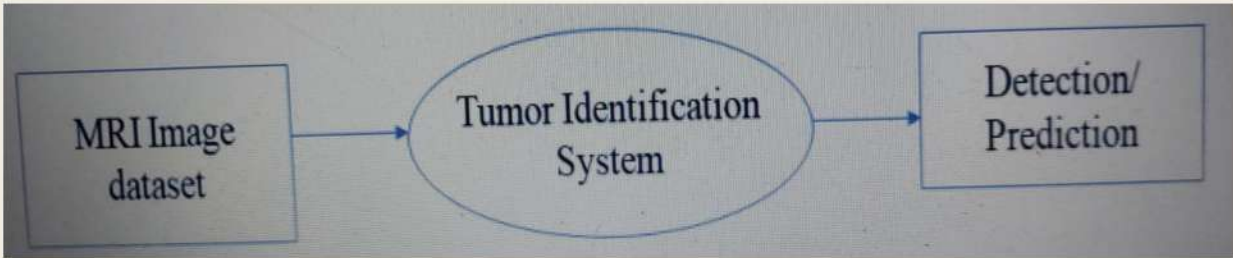 MRI Image
dataset
Tumor Identification
System
Detection/
Prediction